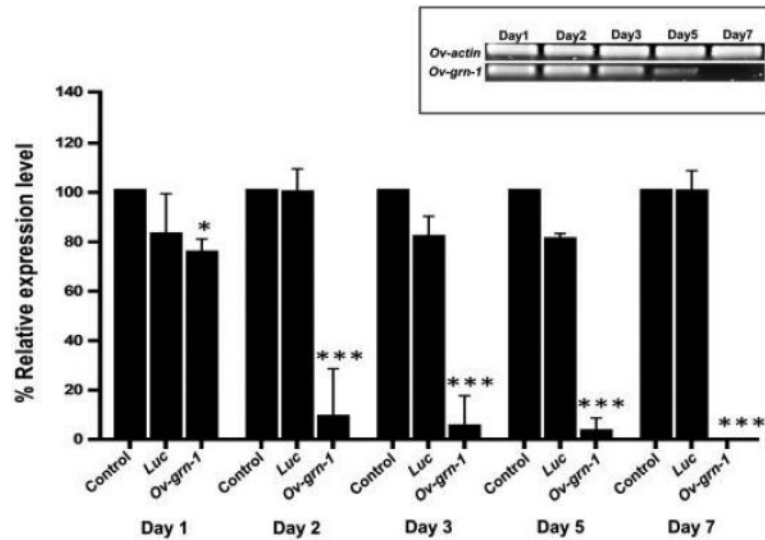 Day1 Day2 Day3 Day5 Day7
Ov-actin
Ov-grn-1
% Relative expression level
140
120
100
80
60
40
20
0
* *** *** *** ***
Control Luc Ov-grn-1 Control Luc Ov-grn-1 Control Luc Ov-grn-1 Control Luc Ov-grn-1 Control Luc Ov-grn-1
Day 1 Day 2 Day 3 Day 5 Day 7